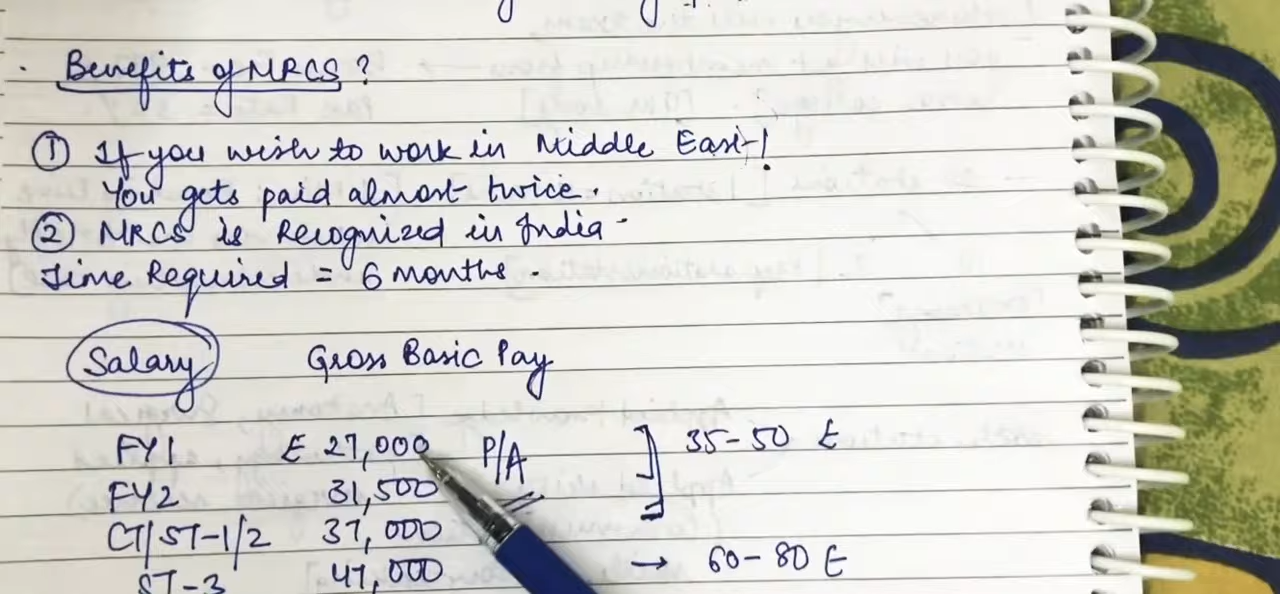 . Benefits of MRCS ?
① If you wish to work in Middle East !
You gets paid almost twice .
② MRCS is Recognized in India -
Time Required = 6 months .
Salary Gross Basic Pay
FY1 £ 27,000 P/A ] 35-50 £
FY2 31,500
CT/ST-1/2 37,000
ST-3 47,000 → 60-80 £